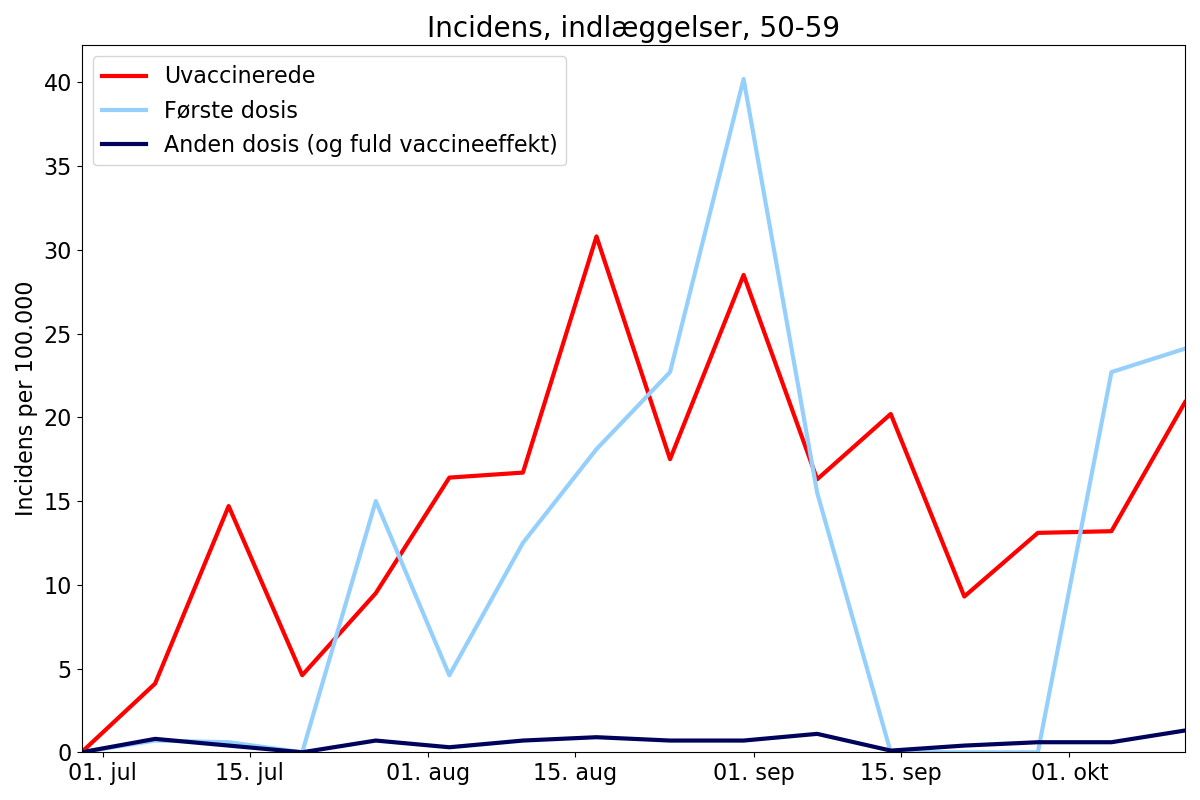 Incidens, indlæggelser, 50-59
Uvaccinerede
Første dosis
Anden dosis (og fuld vaccineeffekt)
Incidens per 100.000
40
35
30
25
20
15
10
5
0
01. jul 15. jul 01. aug 15. aug 01. sep 15. sep 01. okt